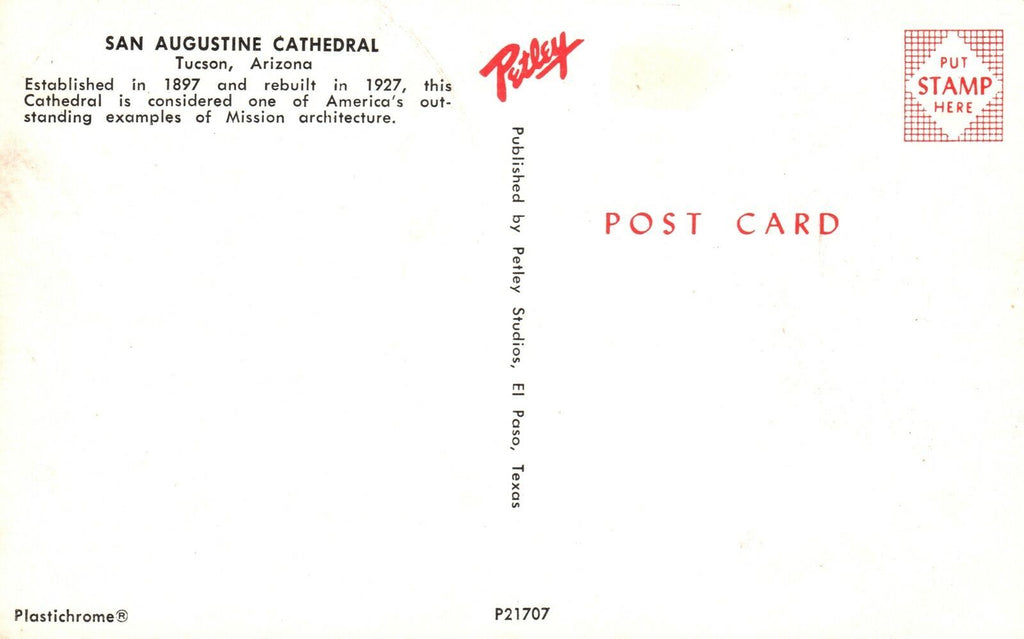 SAN AUGUSTINE CATHEDRAL
Tucson, Arizona
Established in 1897 and rebuilt in 1927, this
Cathedral is considered one of America's out-
standing examples of Mission architecture.
Plastichrome®
Petley
Published by Petley Studios, El Paso, Texas
P21707
PUT
STAMP
HERE
POST CARD